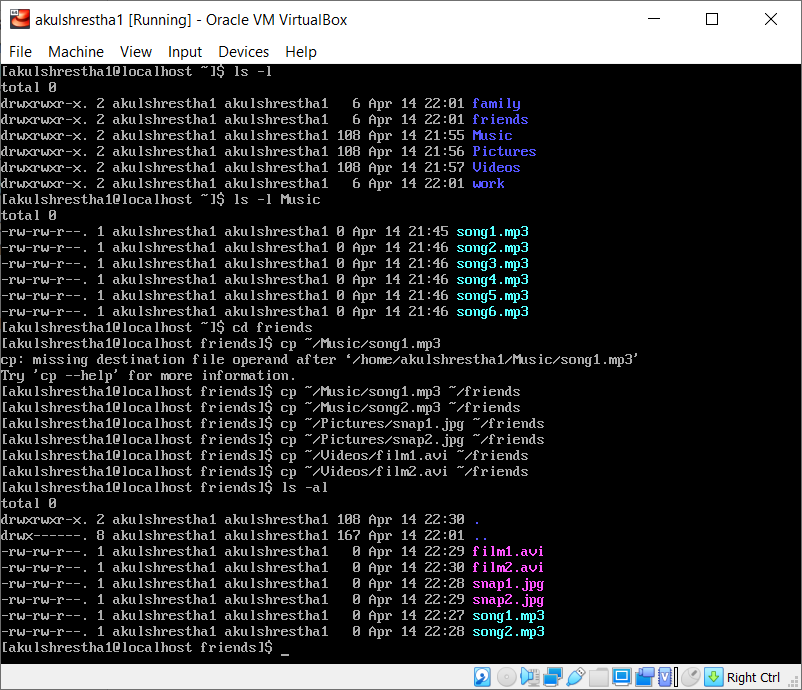 akulshrestha1 [Running] - Oracle VM VirtualBox
File Machine View Input Devices Help
[akulshrestha1@localhost ~]$ ls -l
total 0
drwxrwxr-x. 2 akulshrestha1 akulshrestha1   6 Apr 14 22:01 family
drwxrwxr-x. 2 akulshrestha1 akulshrestha1   6 Apr 14 22:01 friends
drwxrwxr-x. 2 akulshrestha1 akulshrestha1 108 Apr 14 21:55 Music
drwxrwxr-x. 2 akulshrestha1 akulshrestha1 108 Apr 14 21:56 Pictures
drwxrwxr-x. 2 akulshrestha1 akulshrestha1 108 Apr 14 21:57 Videos
drwxrwxr-x. 2 akulshrestha1 akulshrestha1   6 Apr 14 22:01 work
[akulshrestha1@localhost ~]$ ls -l Music
total 0
-rw-rw-r--. 1 akulshrestha1 akulshrestha1 0 Apr 14 21:45 song1.mp3
-rw-rw-r--. 1 akulshrestha1 akulshrestha1 0 Apr 14 21:46 song2.mp3
-rw-rw-r--. 1 akulshrestha1 akulshrestha1 0 Apr 14 21:46 song3.mp3
-rw-rw-r--. 1 akulshrestha1 akulshrestha1 0 Apr 14 21:46 song4.mp3
-rw-rw-r--. 1 akulshrestha1 akulshrestha1 0 Apr 14 21:46 song5.mp3
-rw-rw-r--. 1 akulshrestha1 akulshrestha1 0 Apr 14 21:46 song6.mp3
[akulshrestha1@localhost ~]$ cd friends
[akulshrestha1@localhost friends]$ cp ~/Music/song1.mp3
cp: missing destination file operand after ‘/home/akulshrestha1/Music/song1.mp3’
Try 'cp --help' for more information.
[akulshrestha1@localhost friends]$ cp ~/Music/song1.mp3 ~/friends
[akulshrestha1@localhost friends]$ cp ~/Music/song2.mp3 ~/friends
[akulshrestha1@localhost friends]$ cp ~/Pictures/snap1.jpg ~/friends
[akulshrestha1@localhost friends]$ cp ~/Pictures/snap2.jpg ~/friends
[akulshrestha1@localhost friends]$ cp ~/Videos/film1.avi ~/friends
[akulshrestha1@localhost friends]$ cp ~/Videos/film2.avi ~/friends
[akulshrestha1@localhost friends]$ ls -al
total 0
drwxrwxr-x. 2 akulshrestha1 akulshrestha1 108 Apr 14 22:30 .
drwx------. 8 akulshrestha1 akulshrestha1 167 Apr 14 22:01 ..
-rw-rw-r--. 1 akulshrestha1 akulshrestha1   0 Apr 14 22:29 film1.avi
-rw-rw-r--. 1 akulshrestha1 akulshrestha1   0 Apr 14 22:30 film2.avi
-rw-rw-r--. 1 akulshrestha1 akulshrestha1   0 Apr 14 22:28 snap1.jpg
-rw-rw-r--. 1 akulshrestha1 akulshrestha1   0 Apr 14 22:29 snap2.jpg
-rw-rw-r--. 1 akulshrestha1 akulshrestha1   0 Apr 14 22:27 song1.mp3
-rw-rw-r--. 1 akulshrestha1 akulshrestha1   0 Apr 14 22:28 song2.mp3
[akulshrestha1@localhost friends]$ _
Right Ctrl